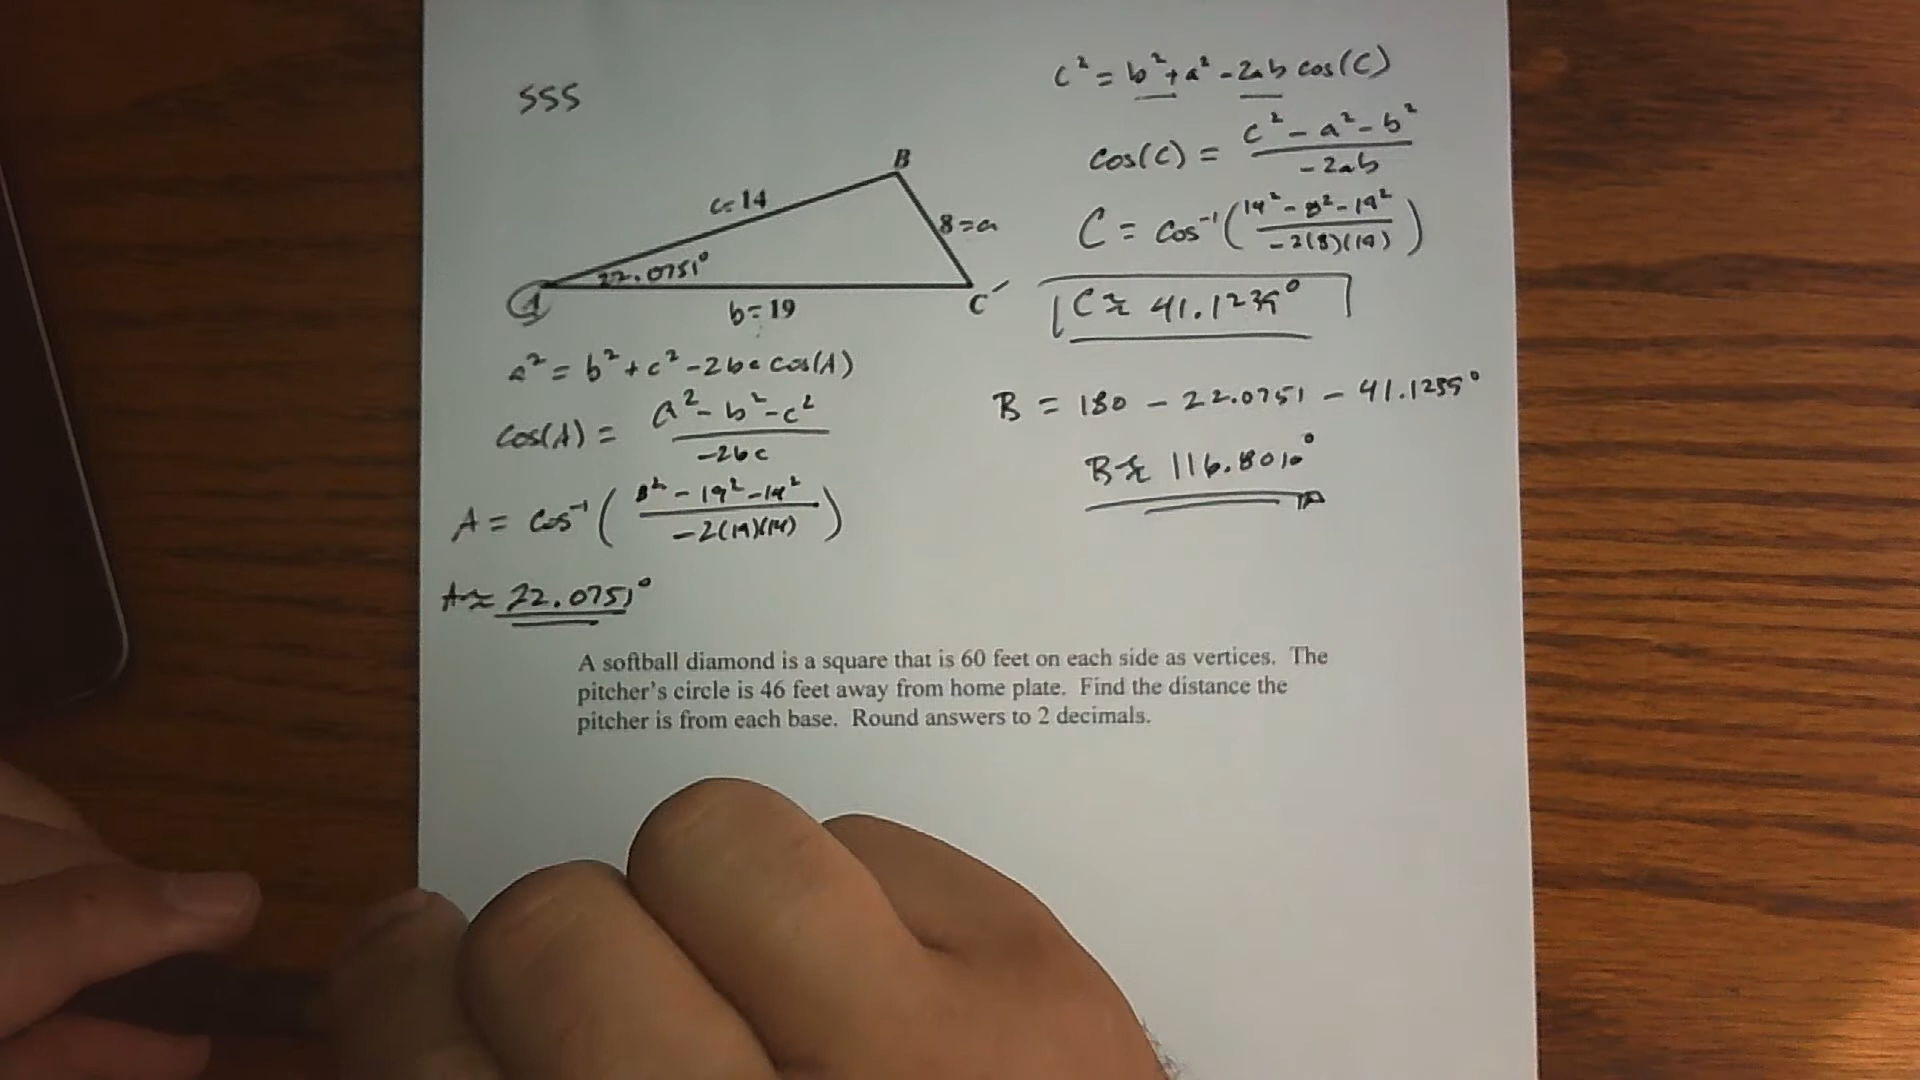 SSS
B
c=14
8=a
22.0751°
A
b=19
C
a² = b² + c² - 2bc cos(A)
cos(A) = a² - b² - c² / -2bc
A = cos⁻¹( 8² - 19² - 14² / -2(19)(14) )
A ≈ 22.0751°
c² = b² + a² - 2ab cos(C)
cos(C) = c² - a² - b² / -2ab
C = cos⁻¹( 14² - 8² - 19² / -2(8)(19) )
C ≈ 41.1239°
B = 180 - 22.0751 - 41.1239°
B ≈ 116.8010°
A softball diamond is a square that is 60 feet on each side as vertices. The
pitcher's circle is 46 feet away from home plate. Find the distance the
pitcher is from each base. Round answers to 2 decimals.